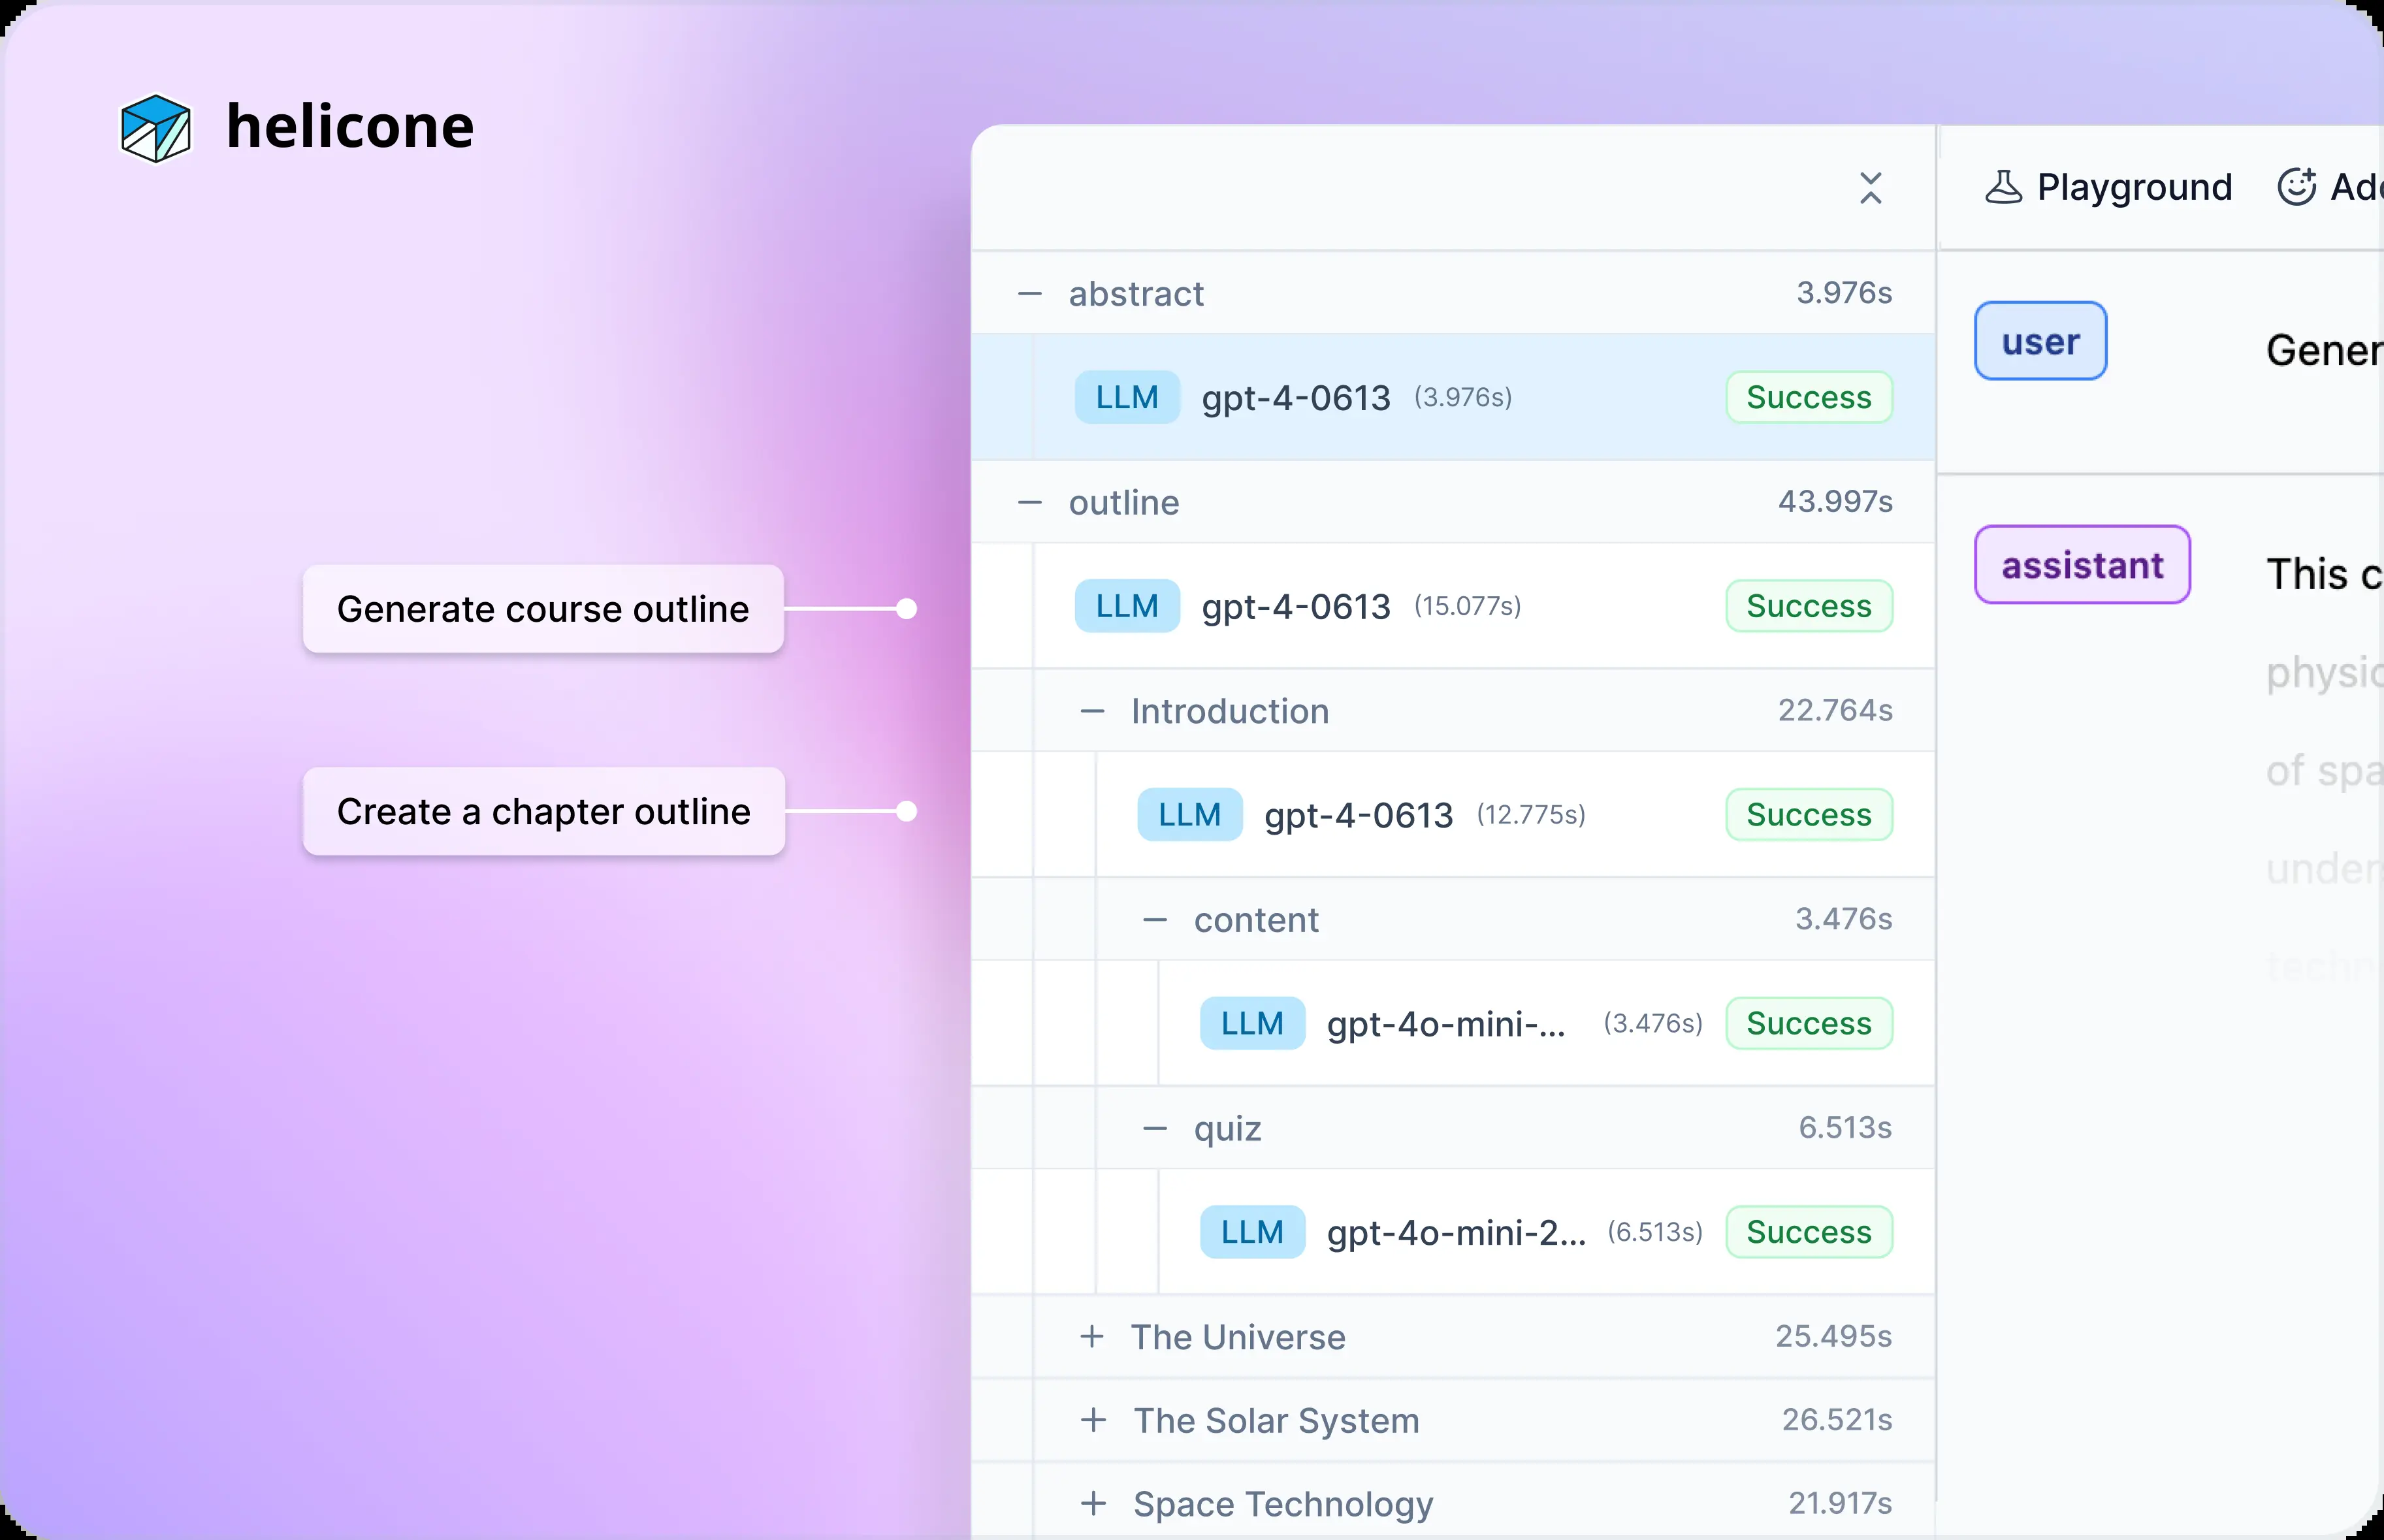 helicone
Playground
abstract 3.976s
LLM gpt-4-0613 (3.976s) Success
user
Gener
outline 43.997s
Generate course outline
LLM gpt-4-0613 (15.077s) Success
assistant
This c
physic
of spa
under
techn
Introduction 22.764s
Create a chapter outline
LLM gpt-4-0613 (12.775s) Success
content 3.476s
LLM gpt-4o-mini-... (3.476s) Success
quiz 6.513s
LLM gpt-4o-mini-2... (6.513s) Success
The Universe 25.495s
The Solar System 26.521s
Space Technology 21.917s